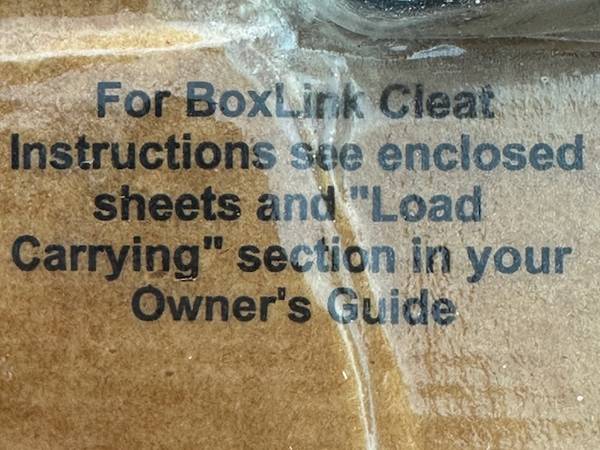 For BoxLink Cleat
Instructions see enclosed
sheets and "Load
Carrying" section in your
Owner's Guide